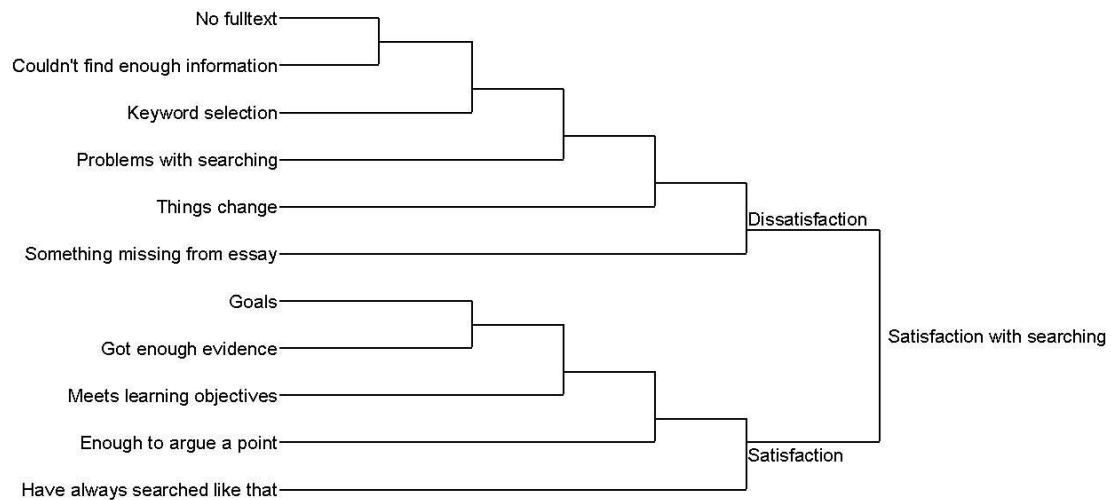 No fulltext
Couldn't find enough information
Keyword selection
Problems with searching
Things change
Dissatisfaction
Something missing from essay
Goals
Satisfaction with searching
Got enough evidence
Meets learning objectives
Enough to argue a point
Satisfaction
Have always searched like that